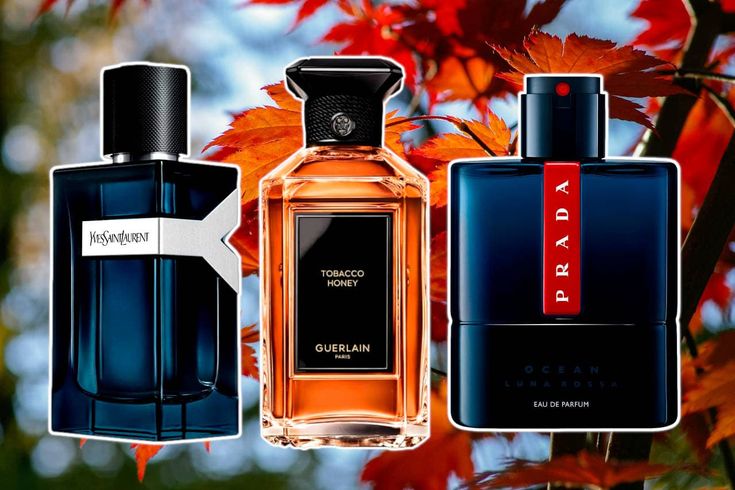 YVESSAINTLAURENT
TOBACCO
HONEY
GUERLAIN
PARIS
PRADA
OCEAN
LUNA ROSSA
EAU DE PARFUM